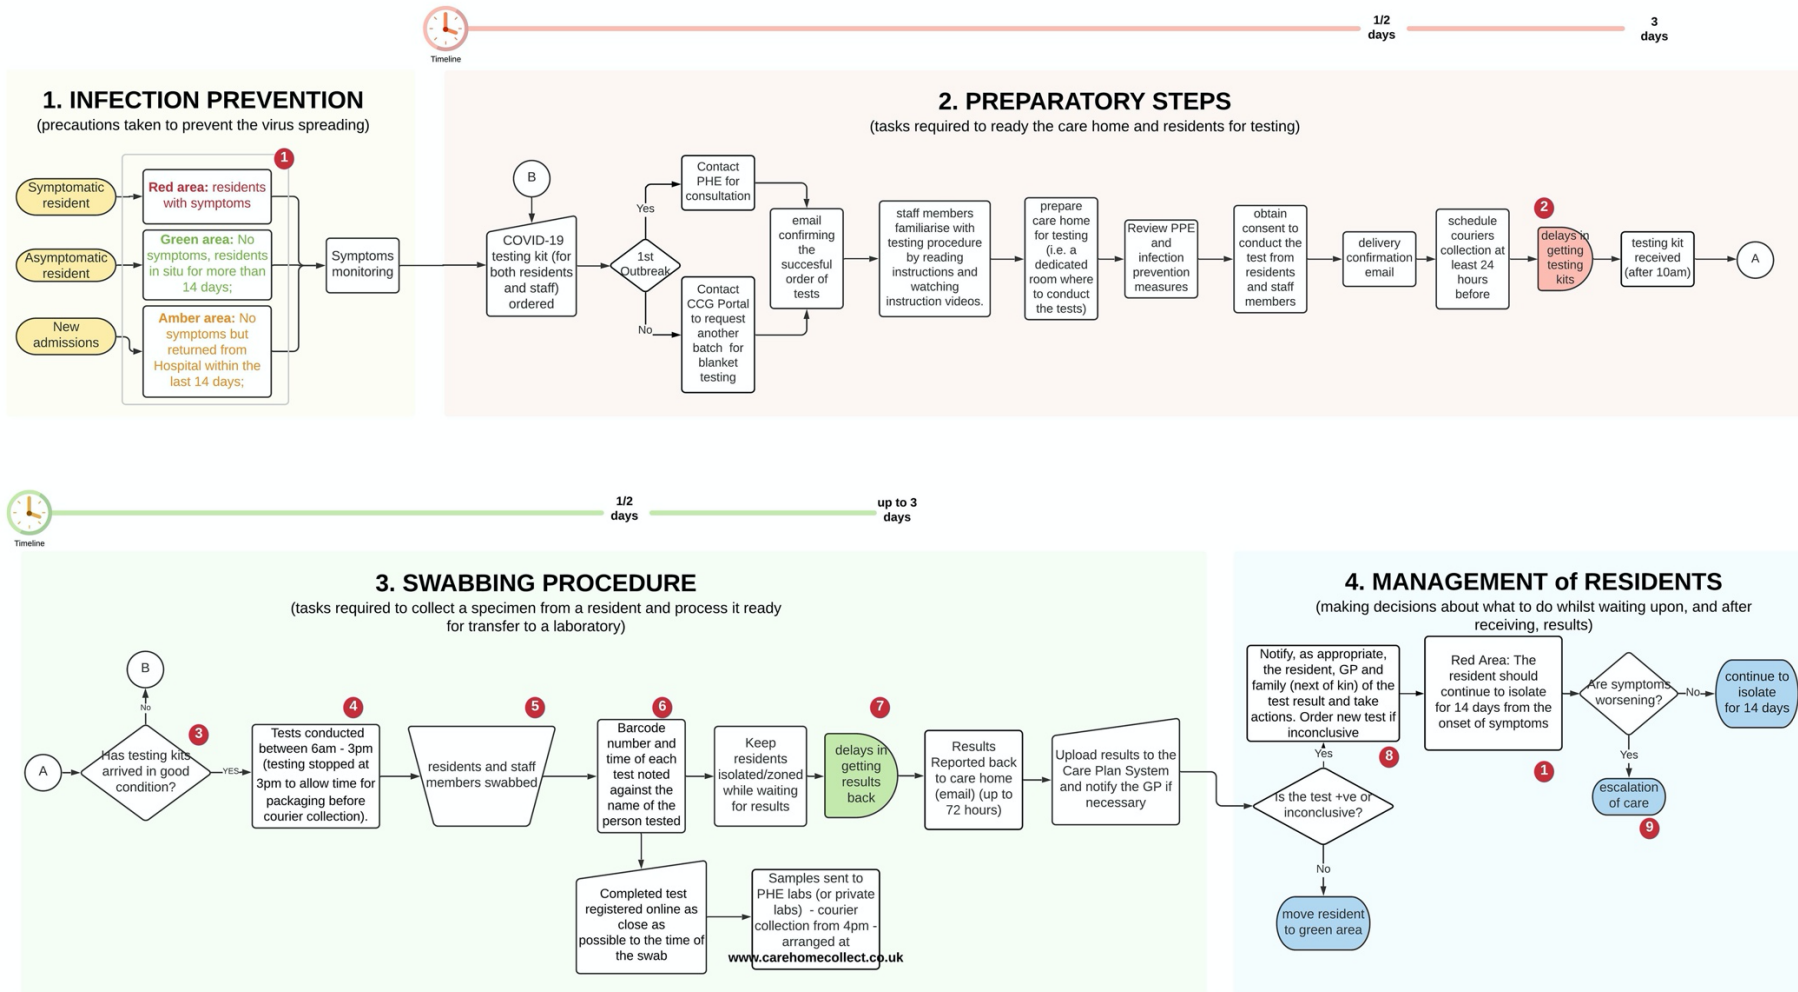 Timeline
1/2
days
3
days
1. INFECTION PREVENTION
(precautions taken to prevent the virus spreading)
1
Symptomatic
resident
Red area: residents
with symptoms
Asymptomatic
resident
Green area: No
symptoms, residents
in situ for more than
14 days;
New
admissions
Amber area: No
symptoms but
returned from
Hospital within the
last 14 days;
Symptoms
monitoring
2. PREPARATORY STEPS
(tasks required to ready the care home and residents for testing)
B
COVID-19
testing kit (for
both residents
and staff)
ordered
1st
Outbreak
Yes
No
Contact
PHE for
consultation
Contact
CCG Portal
to request
another
batch for
blanket
testing
email
confirming
the
succesful
order of
tests
staff members
familiarise with
testing procedure
by reading
instructions and
watching
instruction videos.
prepare
care home
for testing
(i.e. a
dedicated
room where
to conduct
the tests)
Review PPE
and
infection
prevention
measures
obtain
consent to
conduct the
test from
residents
and staff
members
delivery
confirmation
email
schedule
couriers
collection at
least 24
hours
before
2
delays in
getting
testing
kits
testing kit
received
(after 10am)
A
Timeline
1/2
days
up to 3
days
3. SWABBING PROCEDURE
(tasks required to collect a specimen from a resident and process it ready
for transfer to a laboratory)
B
No
A
3
Has testing kits
arrived in good
condition?
YES
4
Tests conducted
between 6am - 3pm
(testing stopped at
3pm to allow time for
packaging before
courier collection).
5
residents and staff
members swabbed
6
Barcode
number and
time of each
test noted
against the
name of the
person tested
Keep
residents
isolated/zoned
while waiting
for results
7
delays in
getting
results
back
Results
Reported back
to care home
(email) (up to
72 hours)
Upload results to the
Care Plan System
and notify the GP if
necessary
Completed test
registered online as
close as
possible to the time of
the swab
Samples sent to
PHE labs (or private
labs) - courier
collection from 4pm -
arranged at
www.carehomecollect.co.uk
4. MANAGEMENT of RESIDENTS
(making decisions about what to do whilst waiting upon, and after
receiving, results)
Notify, as appropriate,
the resident, GP and
family (next of kin) of the
test result and take
actions. Order new test if
inconclusive
Yes
8
Is the test +ve or
inconclusive?
No
move resident
to green area
Red Area: The
resident should
continue to isolate
for 14 days from the
onset of symptoms
1
Are symptoms
worsening?
No
continue to
isolate
for 14 days
Yes
escalation
of care
9